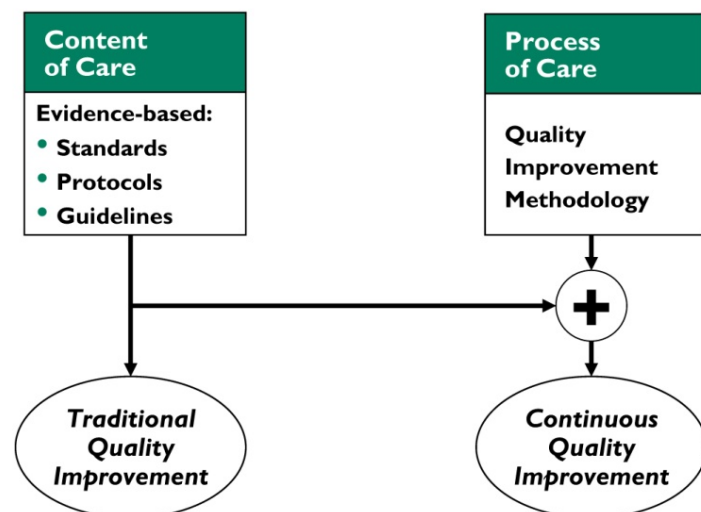 Content
of Care
Evidence-based:
• Standards
• Protocols
• Guidelines
Process
of Care
Quality
Improvement
Methodology
+
Traditional
Quality
Improvement
Continuous
Quality
Improvement